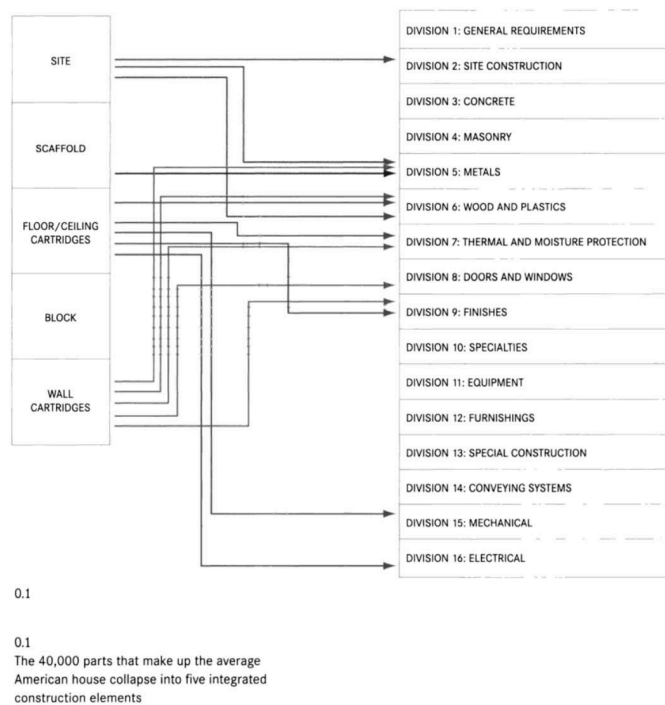 SITE
SCAFFOLD
FLOOR/CEILING
CARTRIDGES
BLOCK
WALL
CARTRIDGES
DIVISION 1: GENERAL REQUIREMENTS
DIVISION 2: SITE CONSTRUCTION
DIVISION 3: CONCRETE
DIVISION 4: MASONRY
DIVISION 5: METALS
DIVISION 6: WOOD AND PLASTICS
DIVISION 7: THERMAL AND MOISTURE PROTECTION
DIVISION 8: DOORS AND WINDOWS
DIVISION 9: FINISHES
DIVISION 10: SPECIALTIES
DIVISION 11: EQUIPMENT
DIVISION 12: FURNISHINGS
DIVISION 13: SPECIAL CONSTRUCTION
DIVISION 14: CONVEYING SYSTEMS
DIVISION 15: MECHANICAL
DIVISION 16: ELECTRICAL
0.1
0.1
The 40,000 parts that make up the average
American house collapse into five integrated
construction elements